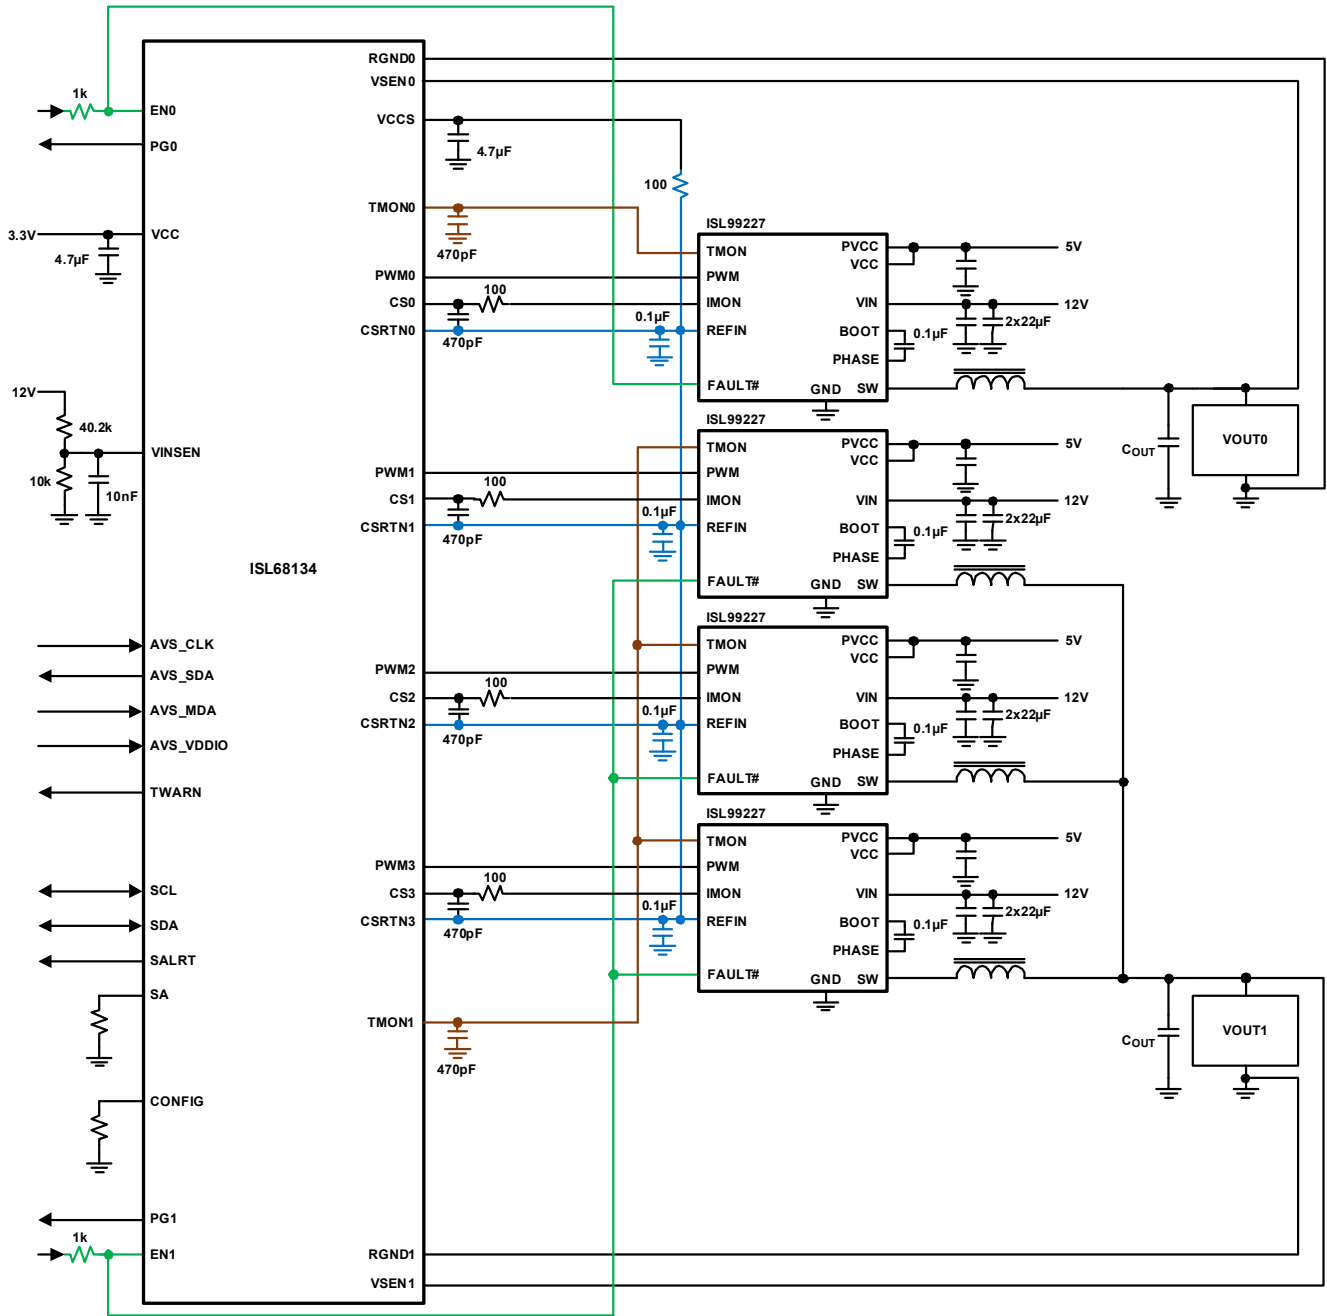 RGND0
VSEN0
1k
EN0
VCCS
PG0
4.7µF
100
TMON0
3.3V
VCC
4.7µF
470pF
PWM0
CS0
100
CSRTN0
470pF
0.1µF
ISL99227
TMON
PWM
IMON
REFIN
FAULT#
PVCC
VCC
VIN
BOOT
PHASE
GND
SW
5V
12V
2x22µF
0.1µF
COUT
VOUT0
12V
40.2k
VINSEN
10k
10nF
ISL68134
PWM1
CS1
100
CSRTN1
470pF
0.1µF
ISL99227
TMON
PWM
IMON
REFIN
FAULT#
PVCC
VCC
VIN
BOOT
PHASE
GND
SW
5V
12V
2x22µF
0.1µF
AVS_CLK
AVS_SDA
AVS_MDA
AVS_VDDIO
TWARN
PWM2
CS2
100
CSRTN2
470pF
0.1µF
ISL99227
TMON
PWM
IMON
REFIN
FAULT#
PVCC
VCC
VIN
BOOT
PHASE
GND
SW
5V
12V
2x22µF
0.1µF
SCL
SDA
SALRT
SA
PWM3
CS3
100
CSRTN3
470pF
0.1µF
ISL99227
TMON
PWM
IMON
REFIN
FAULT#
PVCC
VCC
VIN
BOOT
PHASE
GND
SW
5V
12V
2x22µF
0.1µF
TMON1
470pF
COUT
VOUT1
CONFIG
PG1
1k
EN1
RGND1
VSEN1